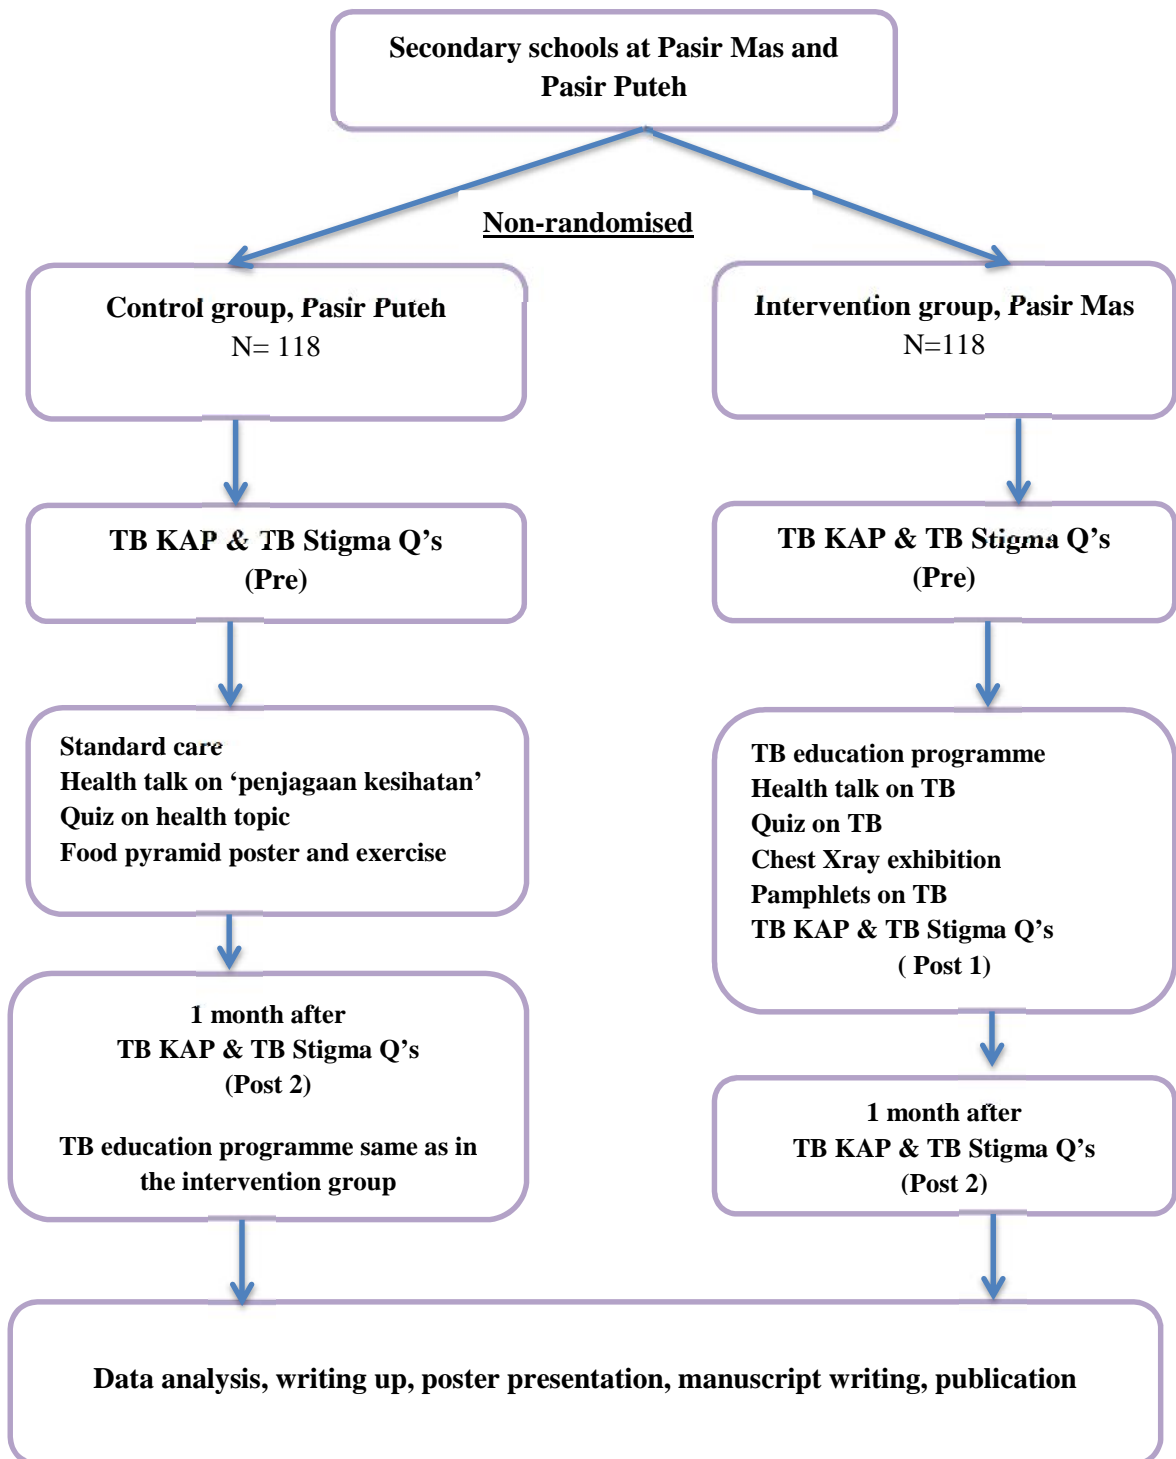 Secondary schools at Pasir Mas and
Pasir Puteh
Non-randomised
Control group, Pasir Puteh
N= 118
Intervention group, Pasir Mas
N=118
TB KAP & TB Stigma Q’s
(Pre)
TB KAP & TB Stigma Q’s
(Pre)
Standard care
Health talk on ‘penjagaan kesihatan’
Quiz on health topic
Food pyramid poster and exercise
TB education programme
Health talk on TB
Quiz on TB
Chest Xray exhibition
Pamphlets on TB
TB KAP & TB Stigma Q’s
( Post 1)
1 month after
TB KAP & TB Stigma Q’s
(Post 2)
TB education programme same as in
the intervention group
1 month after
TB KAP & TB Stigma Q’s
(Post 2)
Data analysis, writing up, poster presentation, manuscript writing, publication